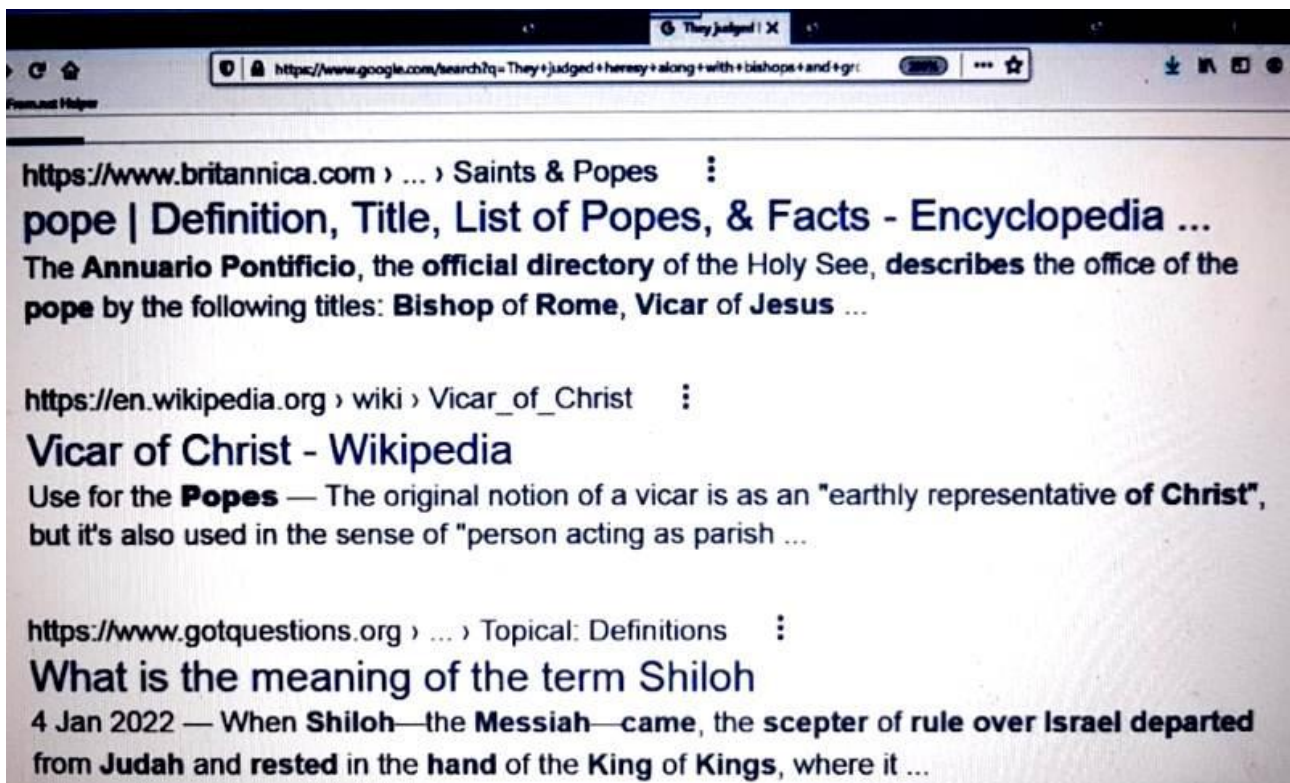 They judged | X
https://www.google.com/search?q=They+judged+heresy+along+with+bishops+and+gr
https://www.britannica.com › ... › Saints & Popes
pope | Definition, Title, List of Popes, & Facts - Encyclopedia ...
The Annuario Pontificio, the official directory of the Holy See, describes the office of the
pope by the following titles: Bishop of Rome, Vicar of Jesus ...
https://en.wikipedia.org › wiki › Vicar_of_Christ
Vicar of Christ - Wikipedia
Use for the Popes — The original notion of a vicar is as an "earthly representative of Christ",
but it's also used in the sense of "person acting as parish ...
https://www.gotquestions.org › ... › Topical: Definitions
What is the meaning of the term Shiloh
4 Jan 2022 — When Shiloh—the Messiah—came, the scepter of rule over Israel departed
from Judah and rested in the hand of the King of Kings, where it ...